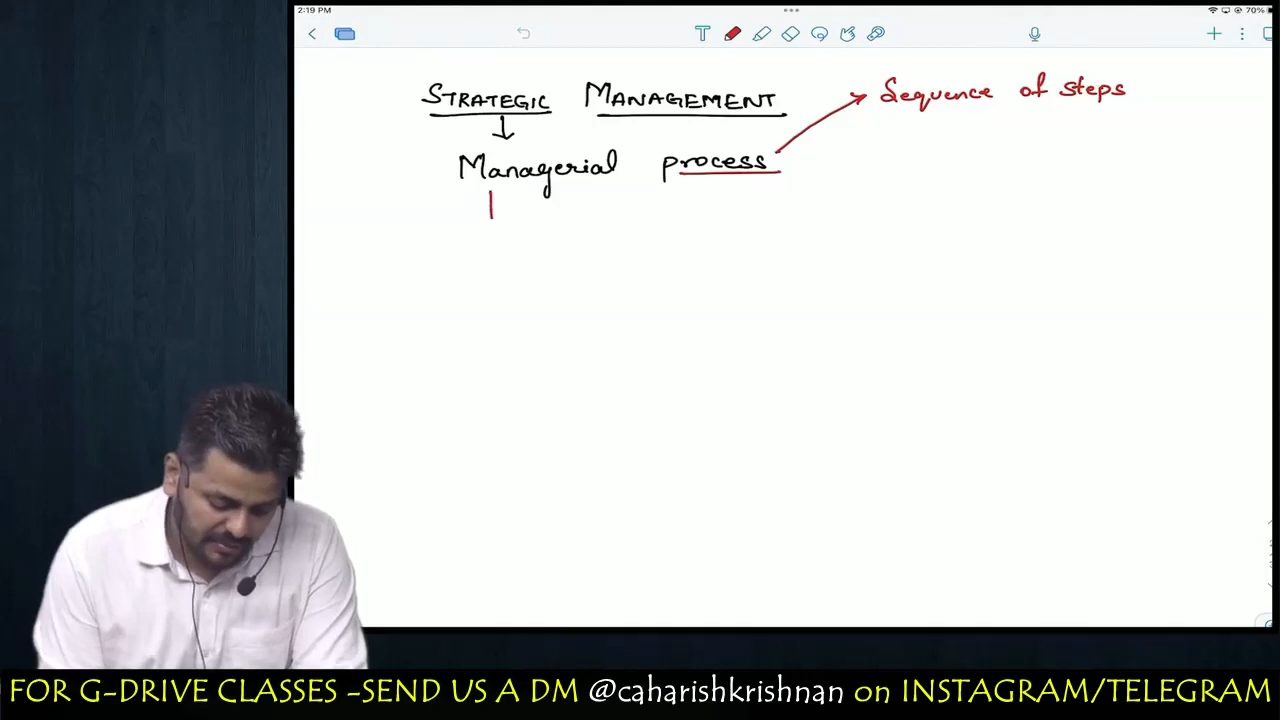 2:19 PM
70%
STRATEGIC MANAGEMENT
Sequence of steps
Managerial process
FOR G-DRIVE CLASSES -SEND US A DM @caharishkrishnan on INSTAGRAM/TELEGRAM